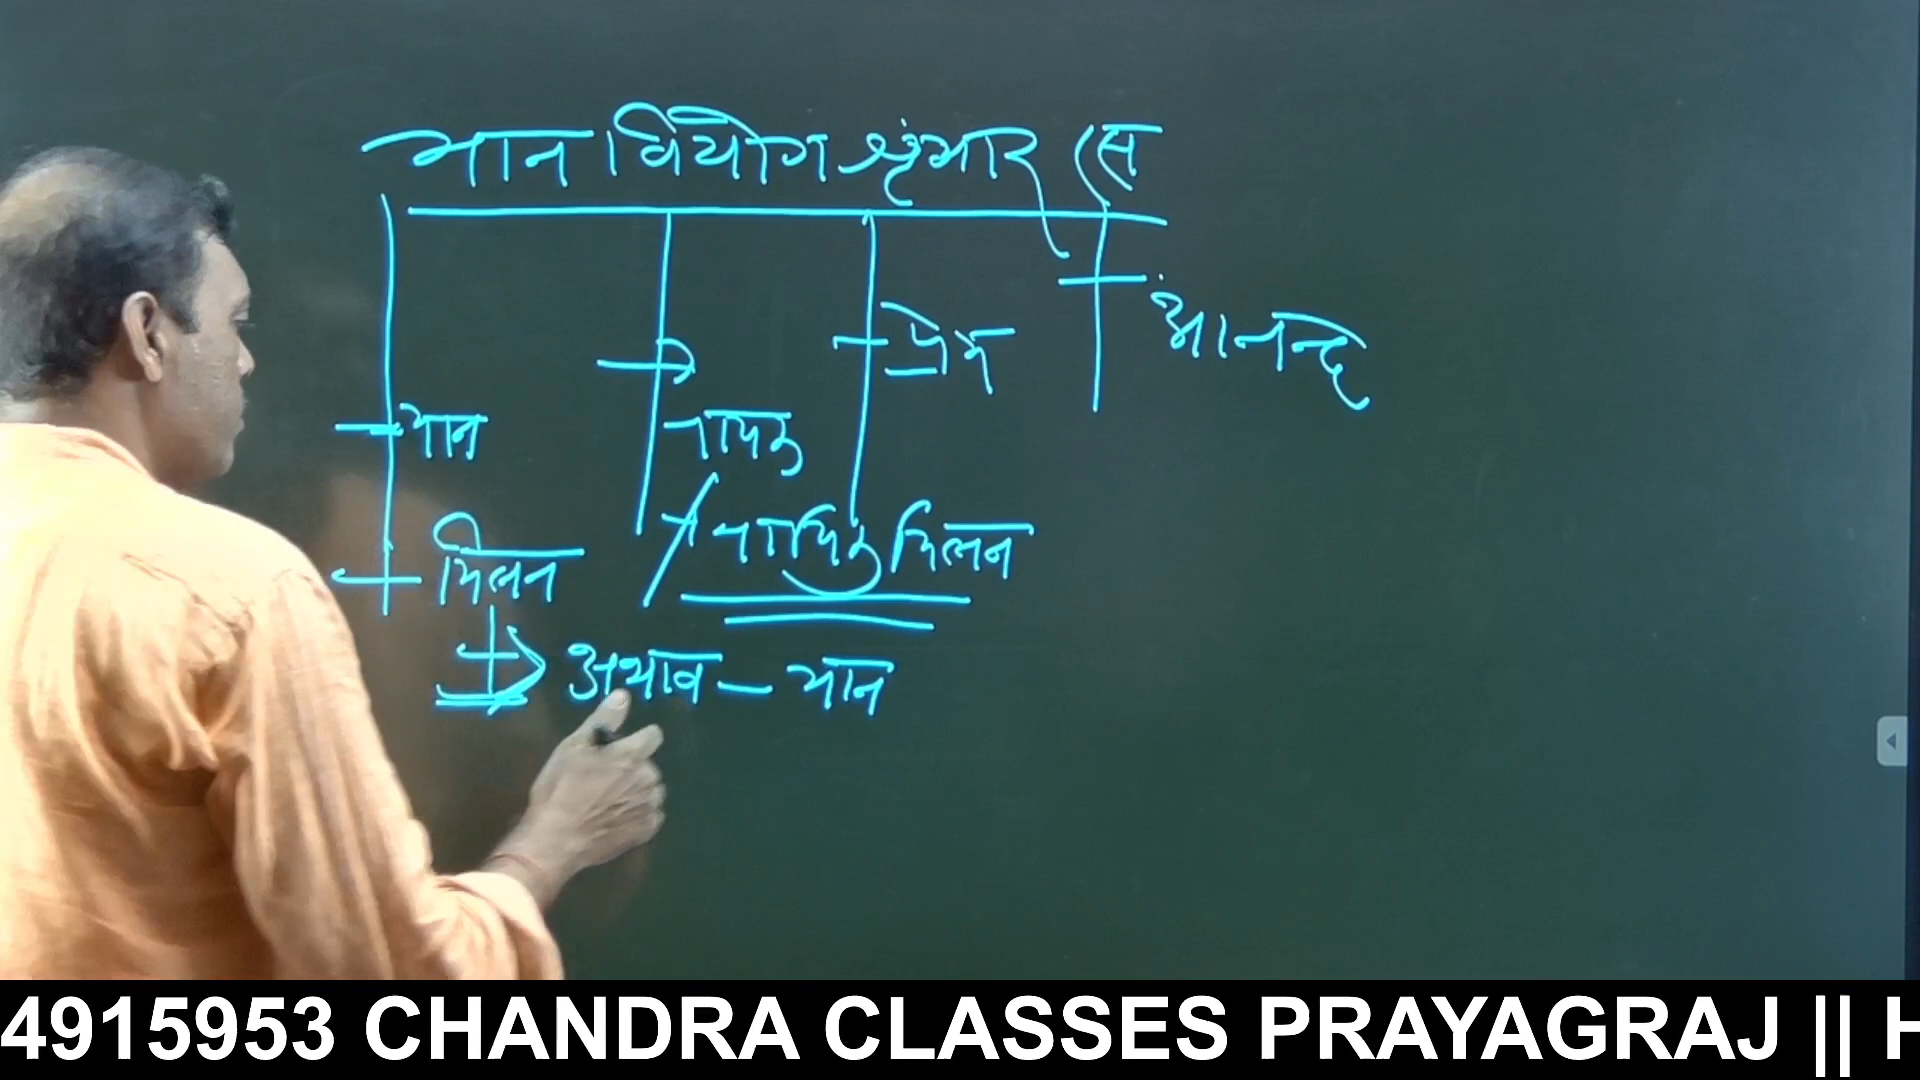 मान वियोग श्रृंगार रस
आनन्द
प्रेम
मान
नायक
मिलन
नायिका मिलन
अभाव – मान
4915953 CHANDRA CLASSES PRAYAGRAJ || H